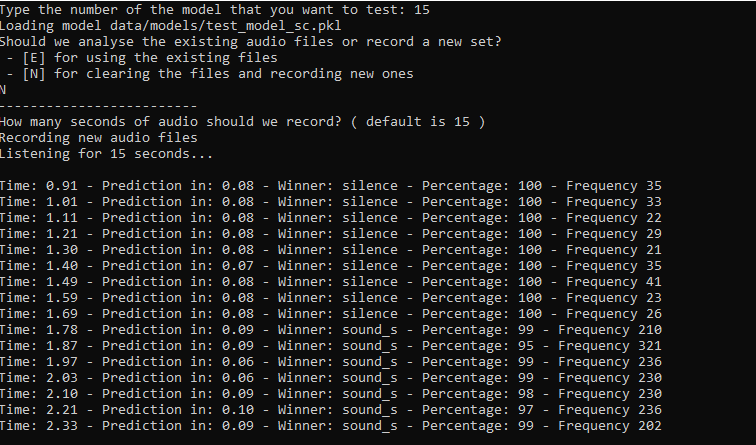 Type the number of the model that you want to test: 15
Loading model data/models/test_model_sc.pkl
Should we analyse the existing audio files or record a new set?
 - [E] for using the existing files
 - [N] for clearing the files and recording new ones
N
-------------------------
How many seconds of audio should we record? ( default is 15 )
Recording new audio files
Listening for 15 seconds...

Time: 0.91 - Prediction in: 0.08 - Winner: silence - Percentage: 100 - Frequency 35
Time: 1.01 - Prediction in: 0.08 - Winner: silence - Percentage: 100 - Frequency 33
Time: 1.11 - Prediction in: 0.08 - Winner: silence - Percentage: 100 - Frequency 22
Time: 1.21 - Prediction in: 0.08 - Winner: silence - Percentage: 100 - Frequency 29
Time: 1.30 - Prediction in: 0.08 - Winner: silence - Percentage: 100 - Frequency 21
Time: 1.40 - Prediction in: 0.07 - Winner: silence - Percentage: 100 - Frequency 35
Time: 1.49 - Prediction in: 0.08 - Winner: silence - Percentage: 100 - Frequency 41
Time: 1.59 - Prediction in: 0.08 - Winner: silence - Percentage: 100 - Frequency 23
Time: 1.69 - Prediction in: 0.08 - Winner: silence - Percentage: 100 - Frequency 26
Time: 1.78 - Prediction in: 0.09 - Winner: sound_s - Percentage: 99 - Frequency 210
Time: 1.87 - Prediction in: 0.09 - Winner: sound_s - Percentage: 95 - Frequency 321
Time: 1.97 - Prediction in: 0.06 - Winner: sound_s - Percentage: 99 - Frequency 236
Time: 2.03 - Prediction in: 0.06 - Winner: sound_s - Percentage: 99 - Frequency 230
Time: 2.10 - Prediction in: 0.09 - Winner: sound_s - Percentage: 98 - Frequency 230
Time: 2.21 - Prediction in: 0.10 - Winner: sound_s - Percentage: 97 - Frequency 236
Time: 2.33 - Prediction in: 0.09 - Winner: sound_s - Percentage: 99 - Frequency 202